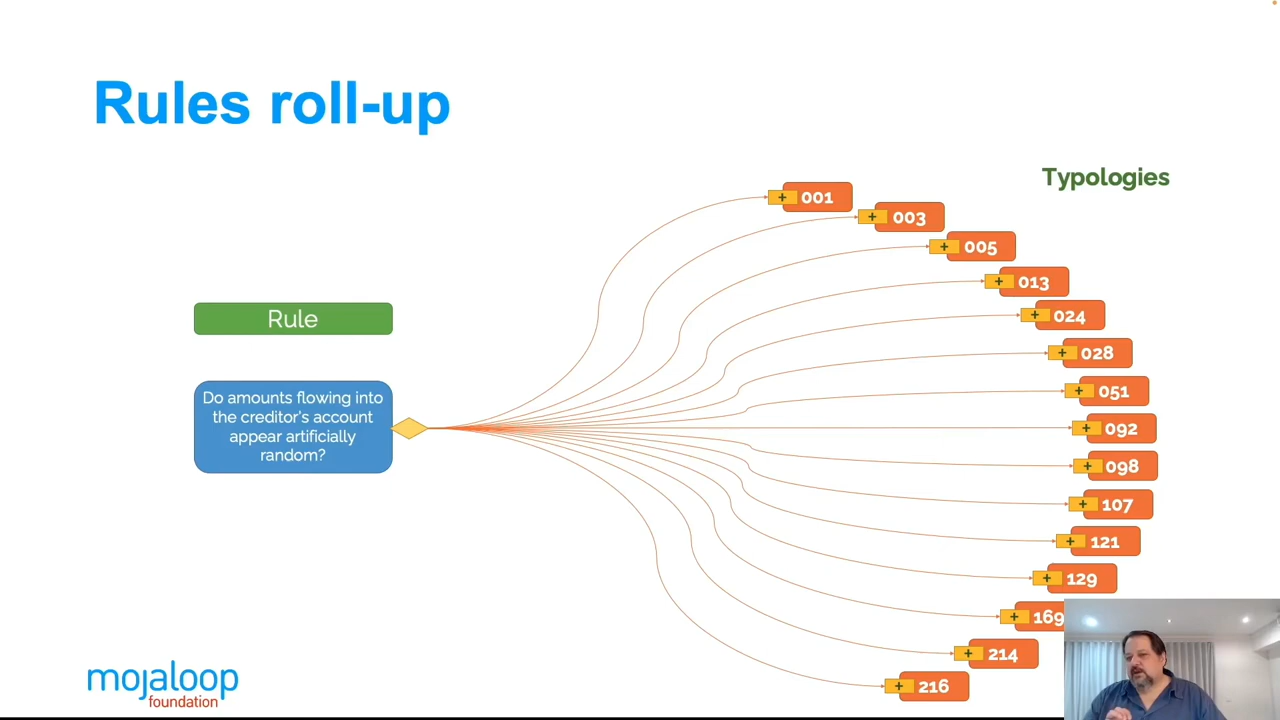 Rules roll-up
Typologies
Rule
Do amounts flowing into
the creditor's account
appear artificially
random?
+ 001
+ 003
+ 005
+ 013
+ 024
+ 028
+ 051
+ 092
+ 098
+ 107
+ 121
+ 129
+ 169
+ 214
+ 216
mojaloop
foundation